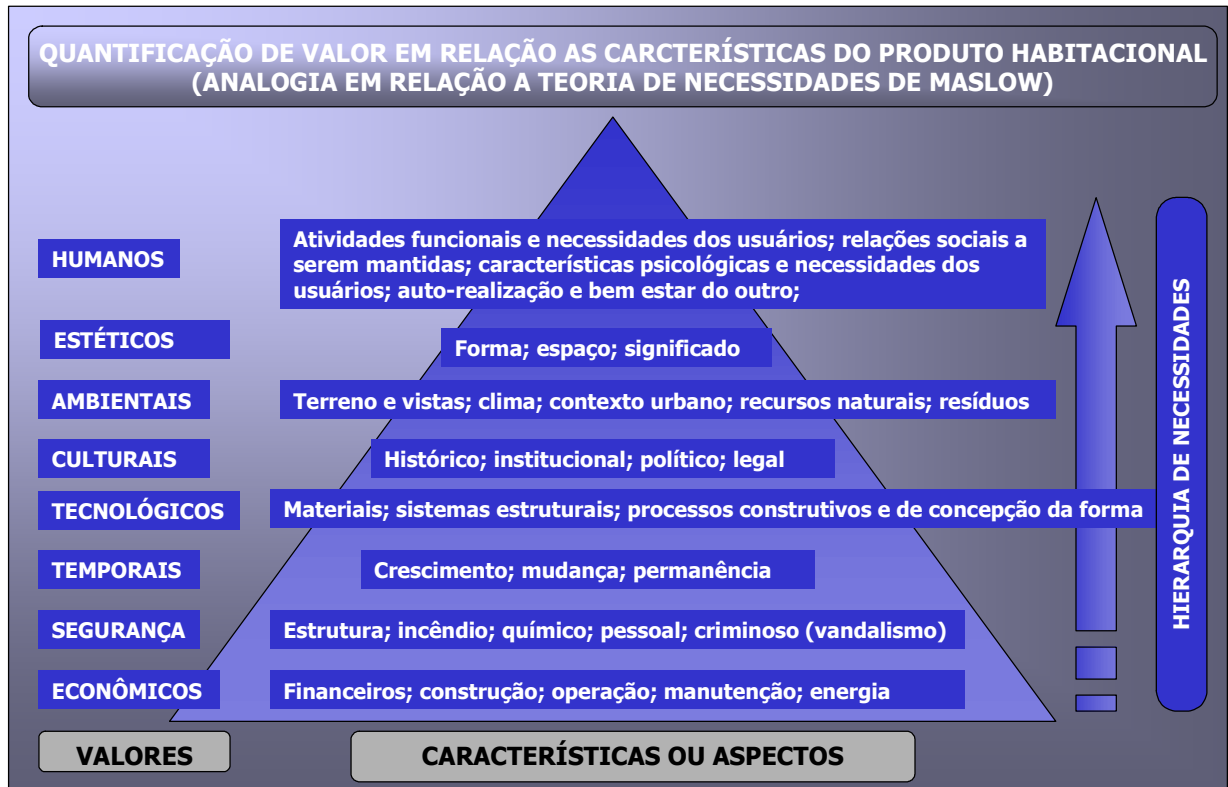 QUANTIFICAÇÃO DE VALOR EM RELAÇÃO AS CARCTERÍSTICAS DO PRODUTO HABITACIONAL
(ANALOGIA EM RELAÇÃO A TEORIA DE NECESSIDADES DE MASLOW)
HUMANOS
Atividades funcionais e necessidades dos usuários; relações sociais a
serem mantidas; características psicológicas e necessidades dos
usuários; auto-realização e bem estar do outro;
ESTÉTICOS
Forma; espaço; significado
AMBIENTAIS
Terreno e vistas; clima; contexto urbano; recursos naturais; resíduos
CULTURAIS
Histórico; institucional; político; legal
TECNOLÓGICOS
Materiais; sistemas estruturais; processos construtivos e de concepção da forma
TEMPORAIS
Crescimento; mudança; permanência
SEGURANÇA
Estrutura; incêndio; químico; pessoal; criminoso (vandalismo)
ECONÔMICOS
Financeiros; construção; operação; manutenção; energia
HIERARQUIA DE NECESSIDADES
VALORES
CARACTERÍSTICAS OU ASPECTOS